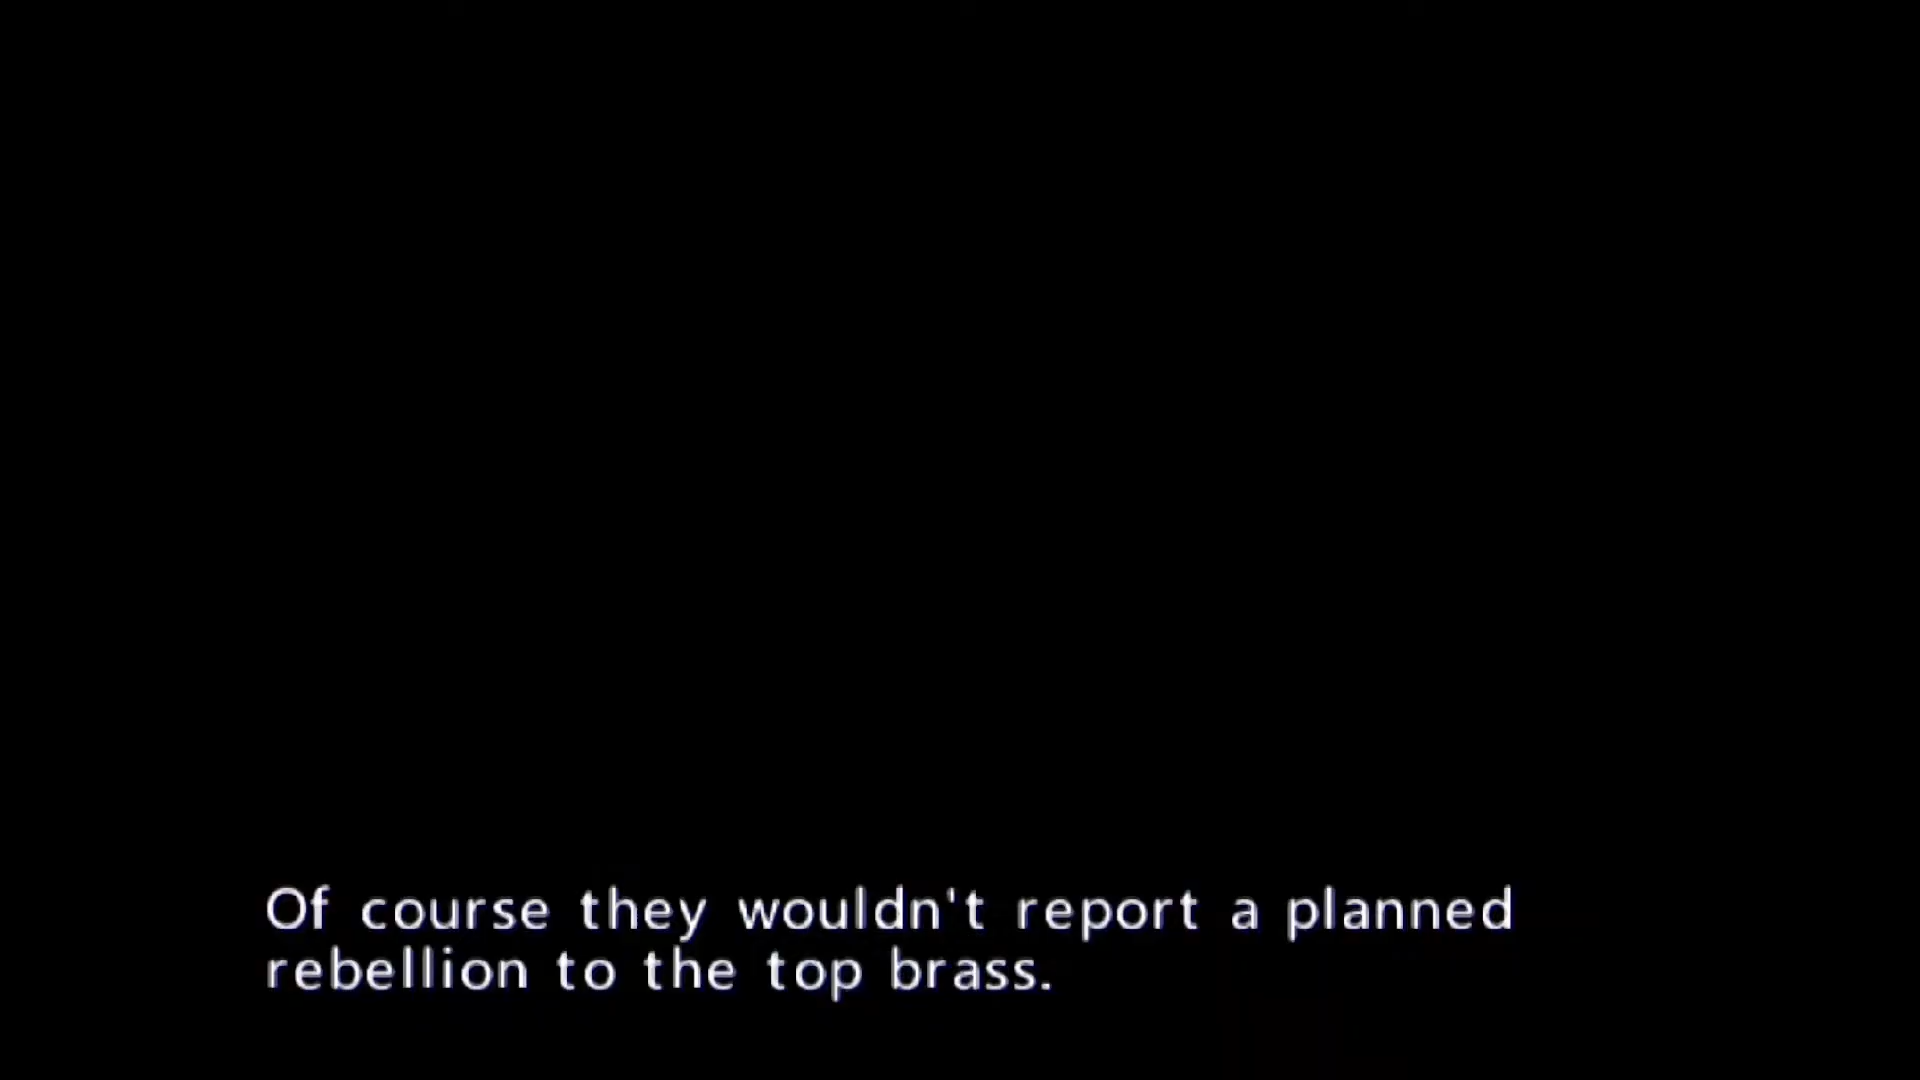 Of course they wouldn't report a planned
rebellion to the top brass.